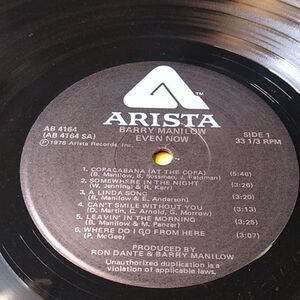 ARISTA
TM
BARRY MANILOW
EVEN NOW
AB 4164
(AB 4164 SA)
℗1978 Arista Records, Inc.
SIDE 1
33 1/3 RPM
1. COPACABANA (AT THE COPA) (5:46)
(B. Manilow, B. Sussman, J. Feldman)
2. SOMEWHERE IN THE NIGHT (3:26)
(W. Jennings & R. Kerr)
3. A LINDA SONG (3:20)
(B. Manilow & E. Anderson)
4. CAN'T SMILE WITHOUT YOU (3:13)
(D. Martin, C. Arnold, G. Morrow)
5. LEAVIN' IN THE MORNING (3:25)
(B. Manilow & M. Panzer)
6. WHERE DO I GO FROM HERE (3:07)
(P. McGee)
PRODUCED BY
RON DANTE & BARRY MANILOW
Unauthorized duplication is a
violation of applicable laws.